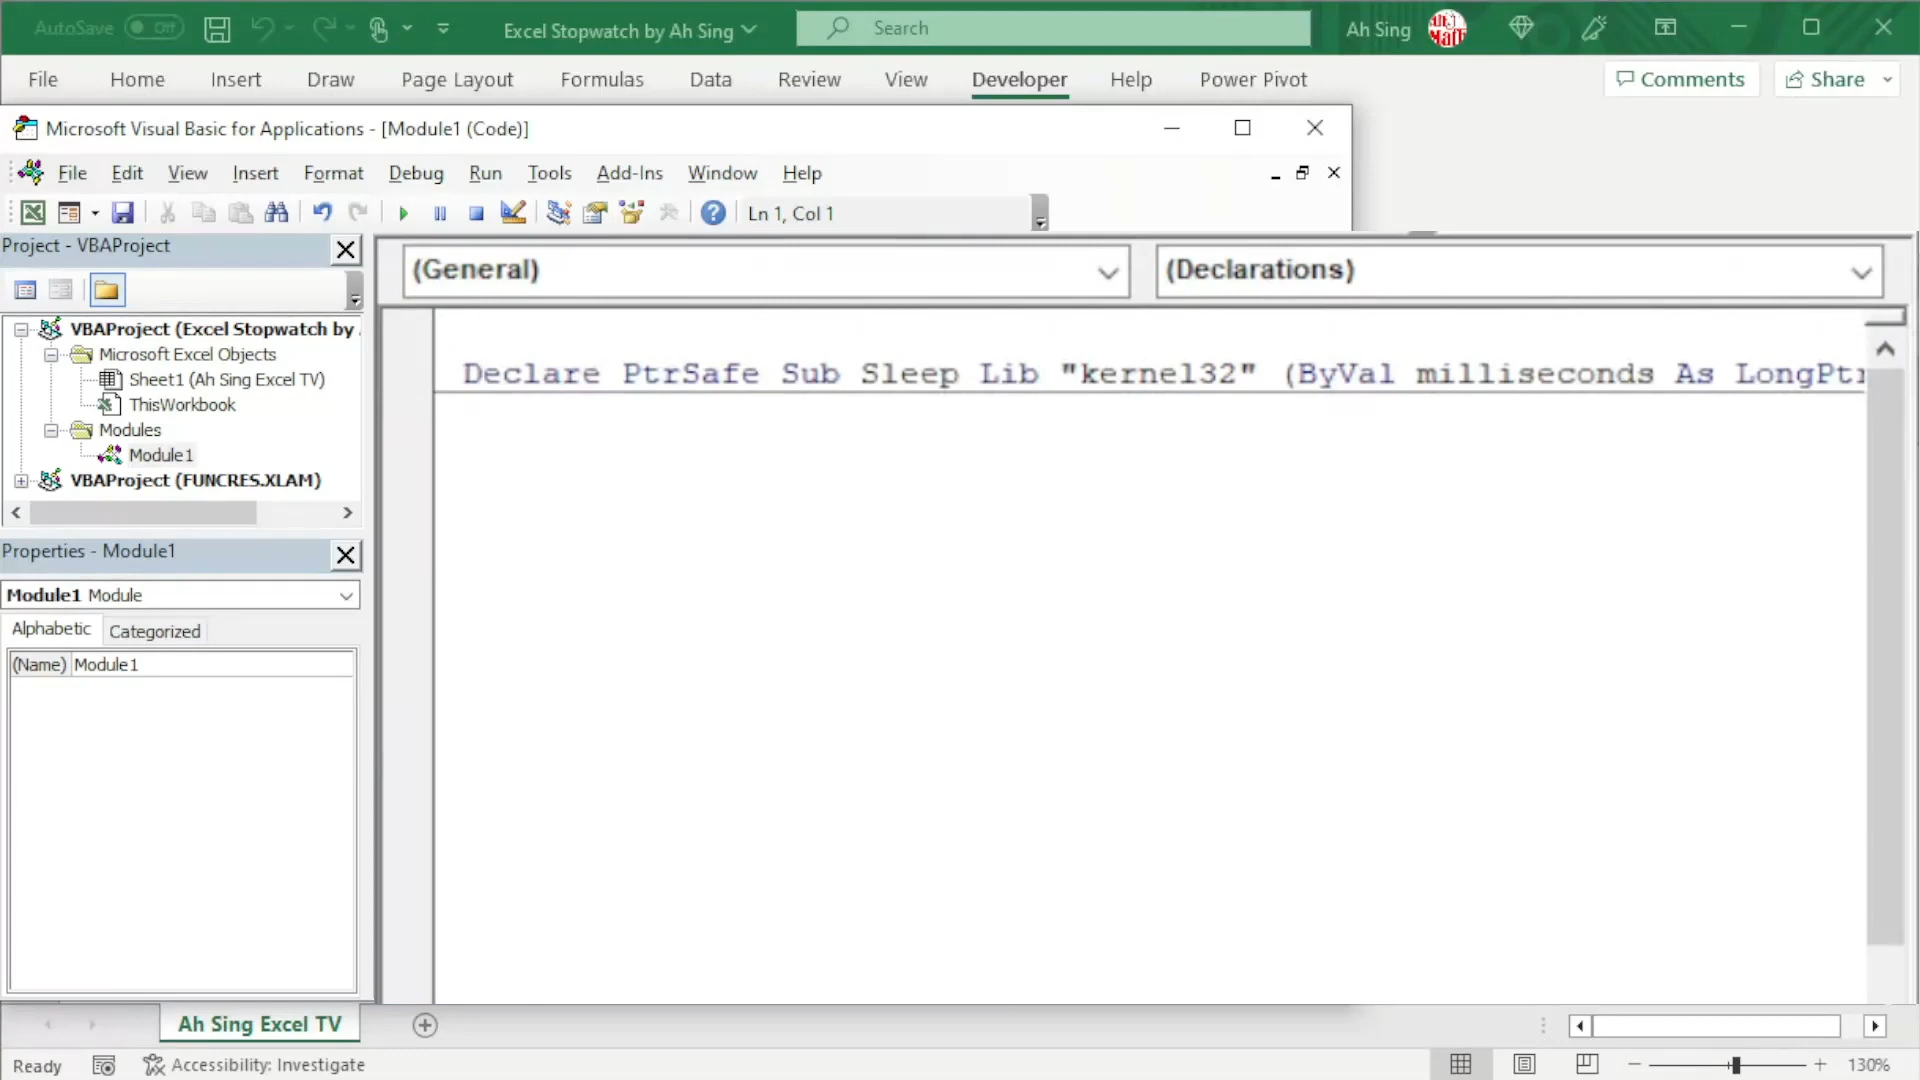 AutoSave Off Excel Stopwatch by Ah Sing Search Ah Sing
File Home Insert Draw Page Layout Formulas Data Review View Developer Help Power Pivot Comments Share
Microsoft Visual Basic for Applications - [Module1 (Code)]
File Edit View Insert Format Debug Run Tools Add-Ins Window Help
Ln 1, Col 1
Project - VBAProject
(General) (Declarations)
VBAProject (Excel Stopwatch by
Microsoft Excel Objects
Sheet1 (Ah Sing Excel TV)
ThisWorkbook
Modules
Module1
VBAProject (FUNCRES.XLAM)
Declare PtrSafe Sub Sleep Lib "kernel32" (ByVal milliseconds As LongPtr
Properties - Module1
Module1 Module
Alphabetic Categorized
(Name) Module1
Ah Sing Excel TV
Ready Accessibility: Investigate 130%